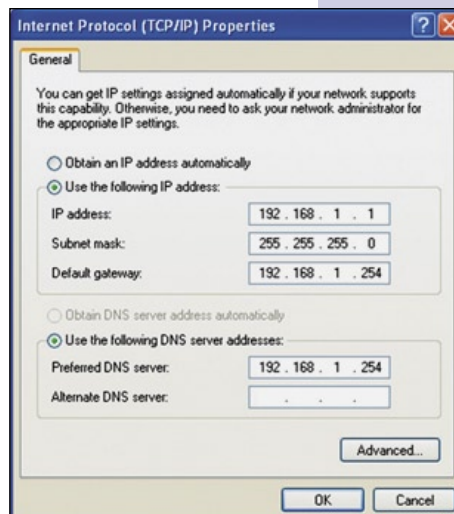 Internet Protocol (TCP/IP) Properties
General
You can get IP settings assigned automatically if your network supports
this capability. Otherwise, you need to ask your network administrator for
the appropriate IP settings.
Obtain an IP address automatically
Use the following IP address:
IP address: 192 . 168 . 1 . 1
Subnet mask: 255 . 255 . 255 . 0
Default gateway: 192 . 168 . 1 . 254
Obtain DNS server address automatically
Use the following DNS server addresses:
Preferred DNS server: 192 . 168 . 1 . 254
Alternate DNS server: . . .
Advanced...
OK Cancel